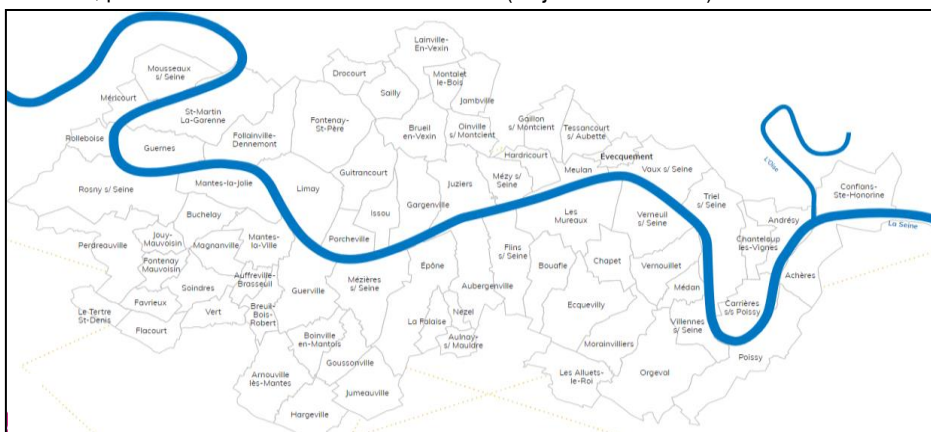 Lainville-
En-Vexin
Mousseaux
s/ Seine
Drocourt
Montalet
le-Bois
Sailly
Méricourt
Jambville
St-Martin
La-Garenne
Fontenay-
St-Père
Gaillon
s/ Montcient
Tessancourt
s/ Aubette
Rolleboise
Follainville-
Dennemont
Brueil
en-Vexin
Oinville
s/ Montcient
Guernes
Hardricourt
Evecquemont
Guitrancourt
Meulan
Vaux s/ Seine
L'Oise
Rosny s/ Seine
Mantes-la-Jolie
Limay
Juziers
Mézy s/
Seine
Conflans-
Ste-Honorine
Triel
s/ Seine
Buchelay
Issou
Gargenville
Les
Mureaux
Verneuil
s/ Seine
Andrésy
La Seine
Perdreauville
Jouy-
Mauvoisin
Magnanville
Mantes-
la-Ville
Porcheville
Flins
s/ Seine
Chanteloup
les-Vignes
Fontenay
Mauvoisin
Épône
Bouafle
Chapet
Vernouillet
Achères
Soindres
Auffreville-
Brasseuil
Guerville
Mézières
s/ Seine
Aubergenville
Médan
Le Tertre
St-Denis
Favrieux
Vert
Breuil-
Bois-
Robert
Ecquevilly
Carrières
s/s Poissy
Flacourt
La Falaise
Nézel
Villennes
s/ Seine
Boinville
en-Mantois
Aulnay-
s/ Mauldre
Morainvilliers
Poissy
Goussonville
Arnouville
lès-Mantes
Les Alluets-
le-Roi
Orgeval
Jumeauville
Hargeville